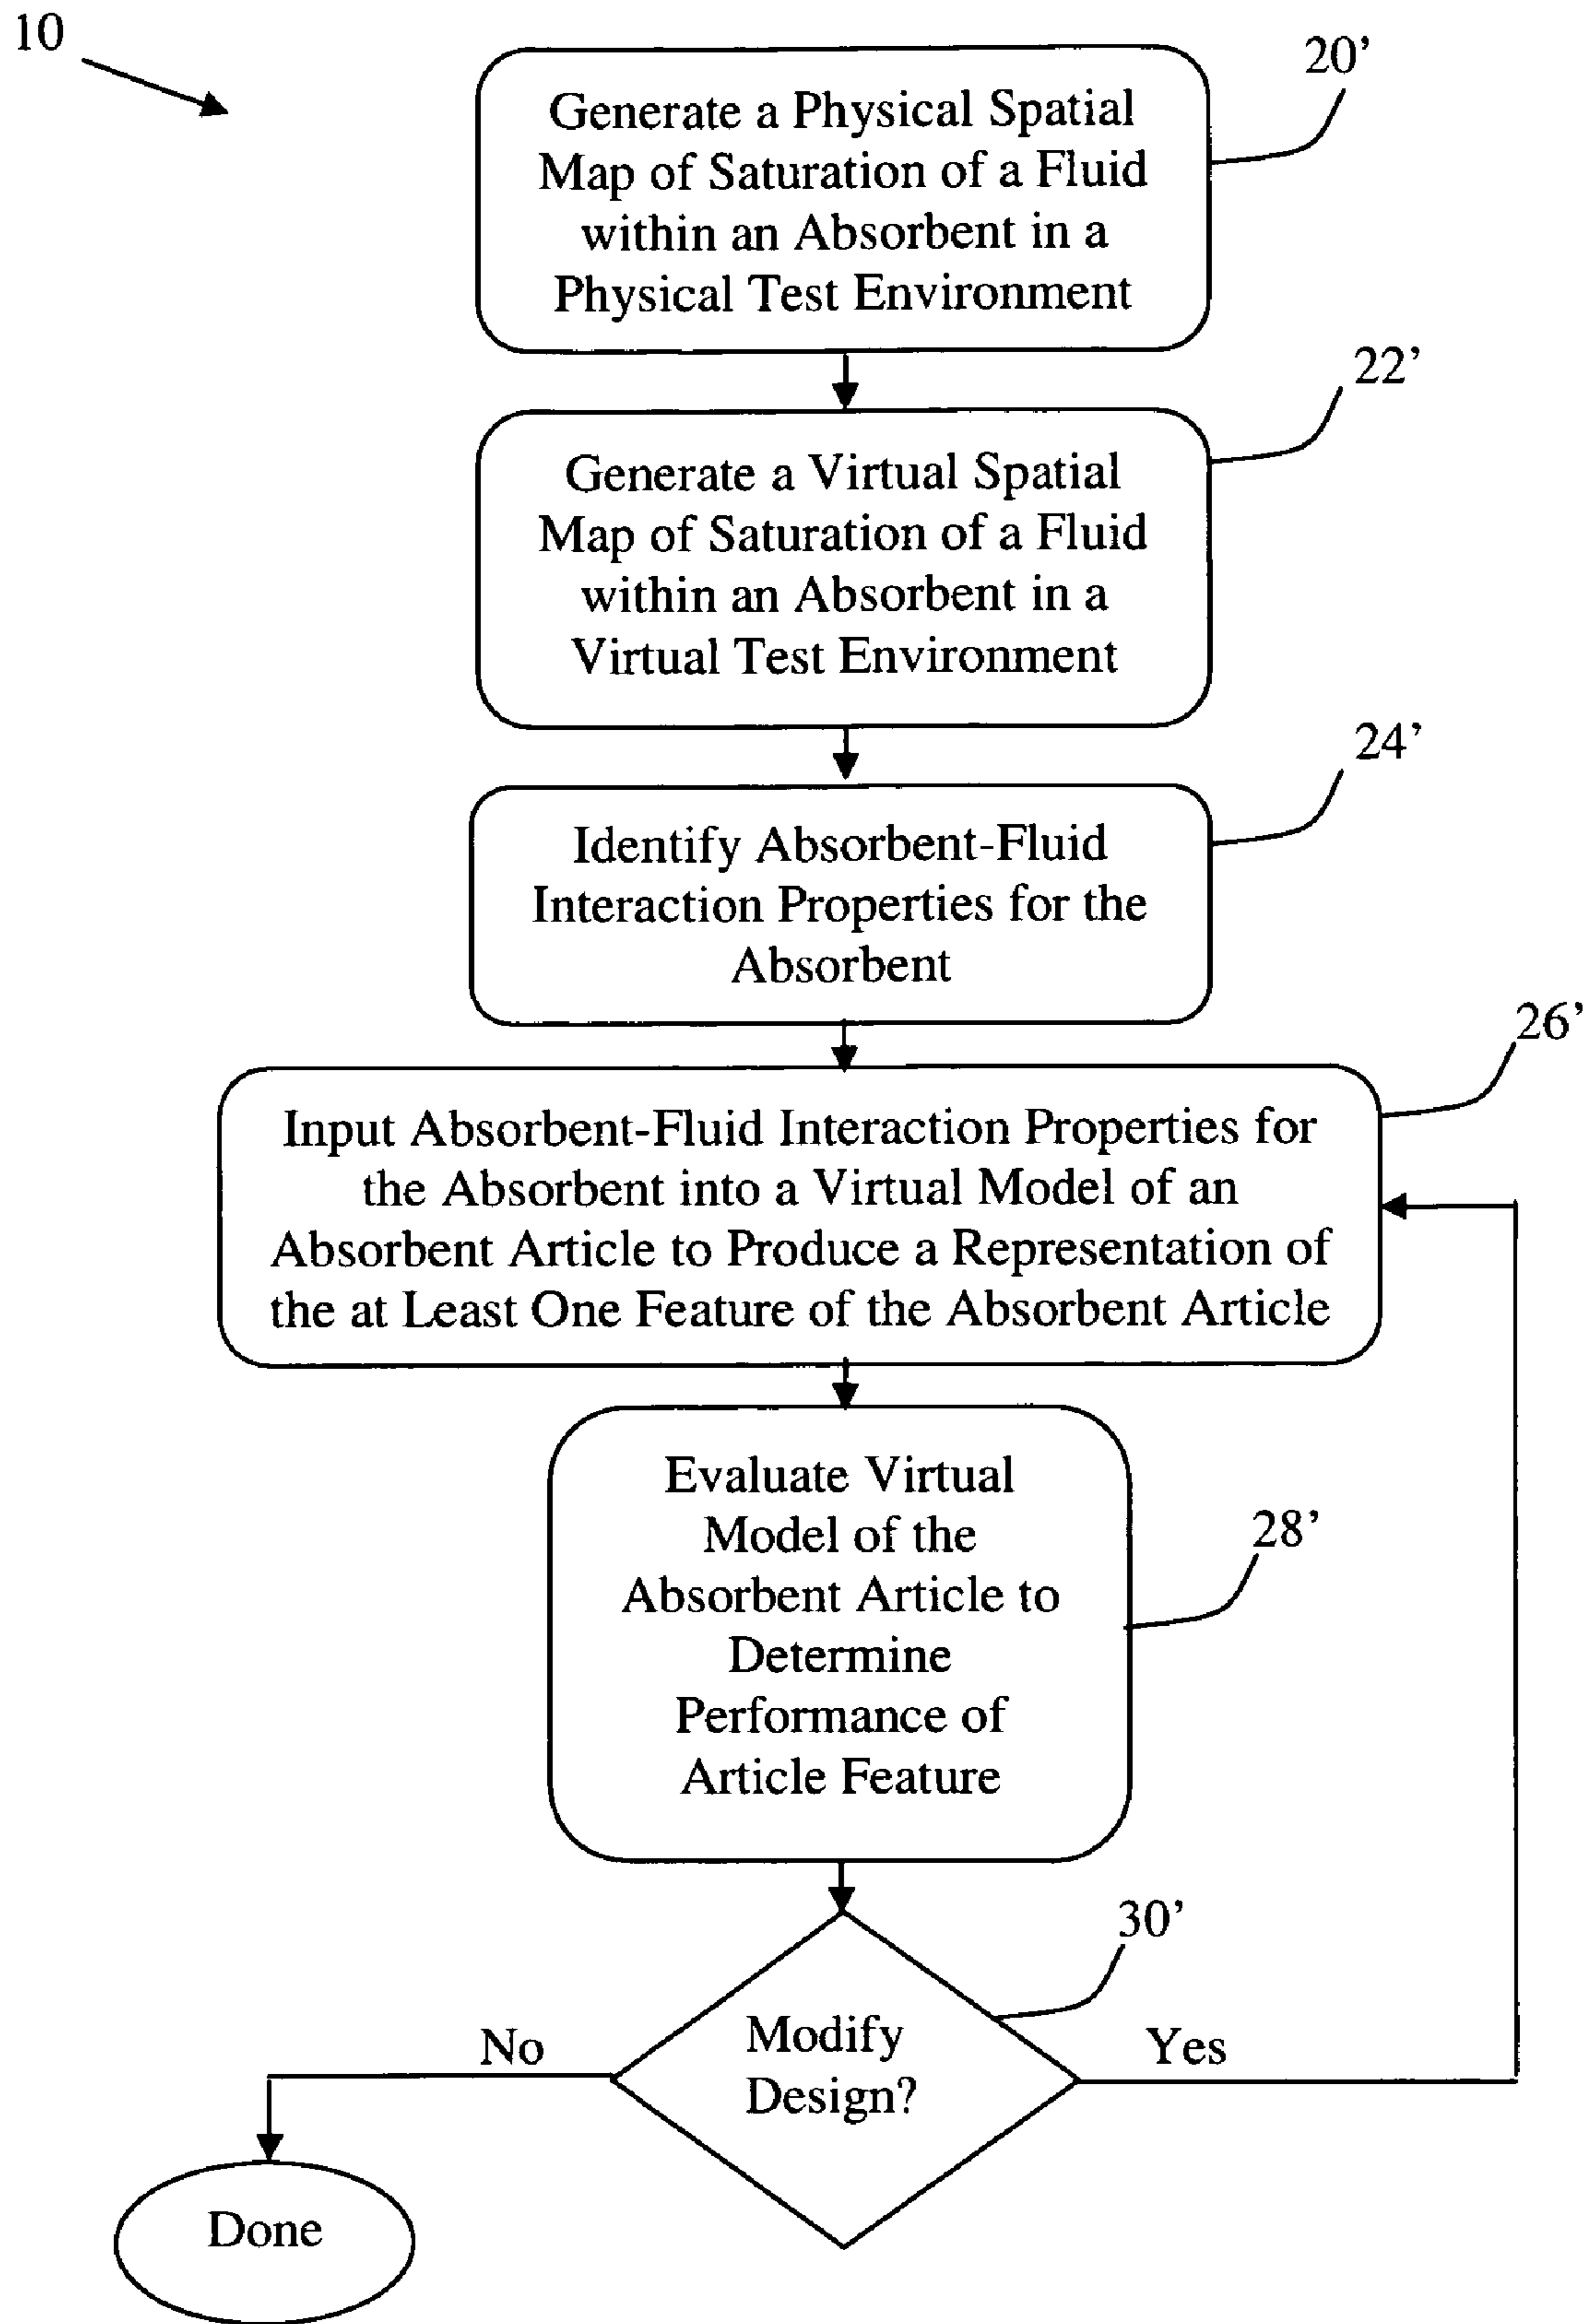 10
20’
Generate a Physical Spatial
Map of Saturation of a Fluid
within an Absorbent in a
Physical Test Environment
22’
Generate a Virtual Spatial
Map of Saturation of a Fluid
within an Absorbent in a
Virtual Test Environment
24’
Identify Absorbent-Fluid
Interaction Properties for the
Absorbent
26’
Input Absorbent-Fluid Interaction Properties for
the Absorbent into a Virtual Model of an
Absorbent Article to Produce a Representation of
the at Least One Feature of the Absorbent Article
Evaluate Virtual
Model of the
Absorbent Article to
Determine
Performance of
Article Feature
28’
30’
Modify
Design?
No
Yes
Done